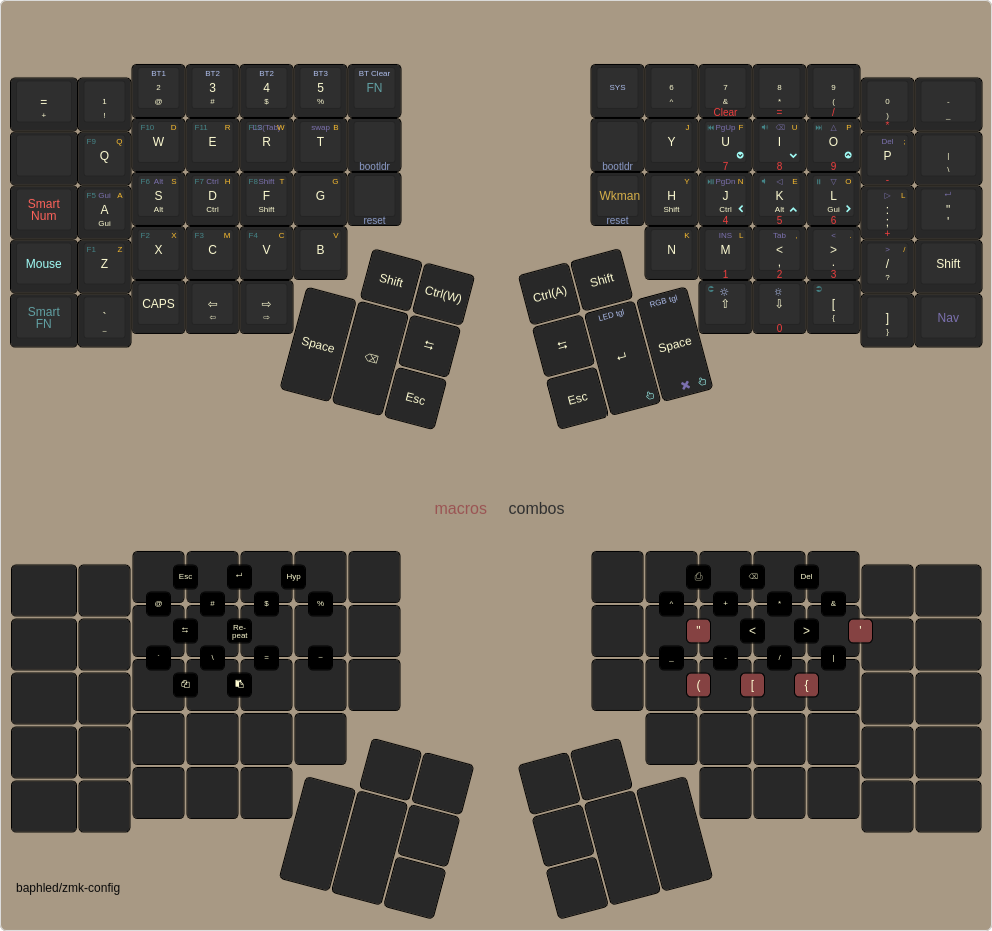 BT1 BT2 BT2 BT3 BT Clear
= + 1 ! 2 @ 3 # 4 $ 5 % FN
SYS 6 ^ 7 & Clear 8 * = 9 ( / 0 ) * - _
F9 Q Q F10 D W F11 E R W R swap B T bootldr
bootldr J Y PgUp F U 7 U I 8 P O 9 Del ; P - | \
Smart Num
F5 Gui A A Gui F6 Alt S S Alt F7 Ctrl H D Ctrl F8 Shift T F Shift G G reset
Wkman reset Y H Shift PgDn N J Ctrl 4 E K Alt 5 O L Gui 6 L : ; + " '
Mouse F1 Z Z F2 X X F3 M C F4 C V V B
K N INS L M 1 Tab , < , 2 < . > . 3 > / / ? Shift
Smart FN
` _ CAPS ⇦ ⇦ ⇨ ⇨
RGB tgl LED tgl ⇧ ⇩ 0 [ { ] } Nav
Shift Ctrl(W) Space ⌫ ⇆ Esc
Ctrl(A) Shift ⇆ ↵ Space Esc
macros combos
Esc ↵ Hyp
@ # $ %
⇆ Re-
peat
` \ = ~
⎙ ⌫ Del
^ + * &
" < > '
_ - / |
( [ {
baphled/zmk-config